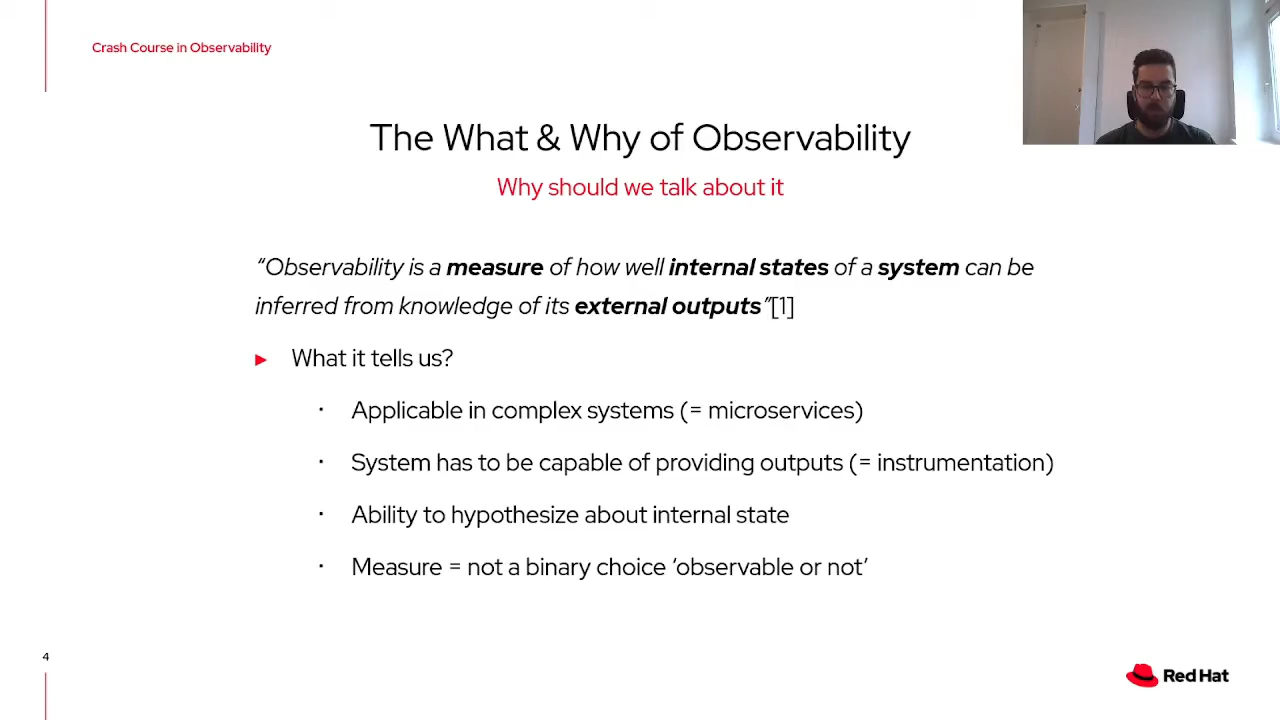 Crash Course in Observability
The What & Why of Observability
Why should we talk about it
“Observability is a measure of how well internal states of a system can be
inferred from knowledge of its external outputs”[1]
► What it tells us?
· Applicable in complex systems (= microservices)
· System has to be capable of providing outputs (= instrumentation)
· Ability to hypothesize about internal state
· Measure = not a binary choice ‘observable or not’
4
Red Hat